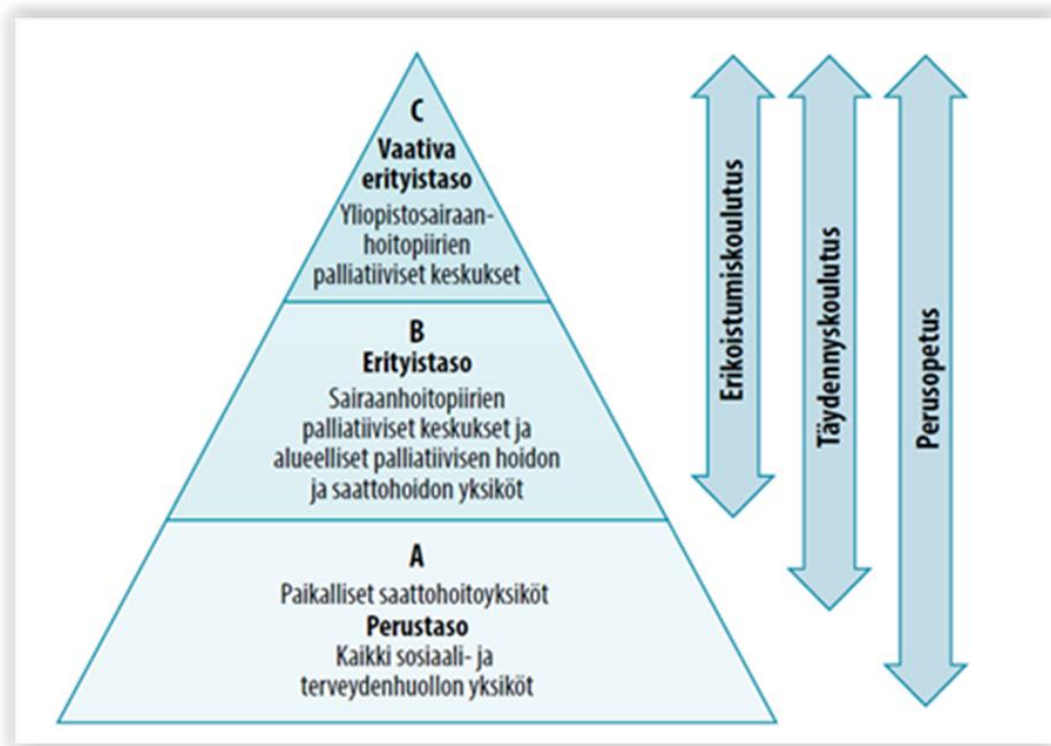 C
Vaativa
erityistaso
Yliopistosairaan-
hoitopiirien
palliatiiviset keskukset
B
Erityistaso
Sairaanhoitopiirien
palliatiiviset keskukset ja
alueelliset palliatiivisen hoidon
ja saattohoidon yksiköt
A
Paikalliset saattohoitoyksiköt
Perustaso
Kaikki sosiaali- ja
terveydenhuollon yksiköt
Erikoistumiskoulutus
Täydennyskoulutus
Perusopetus